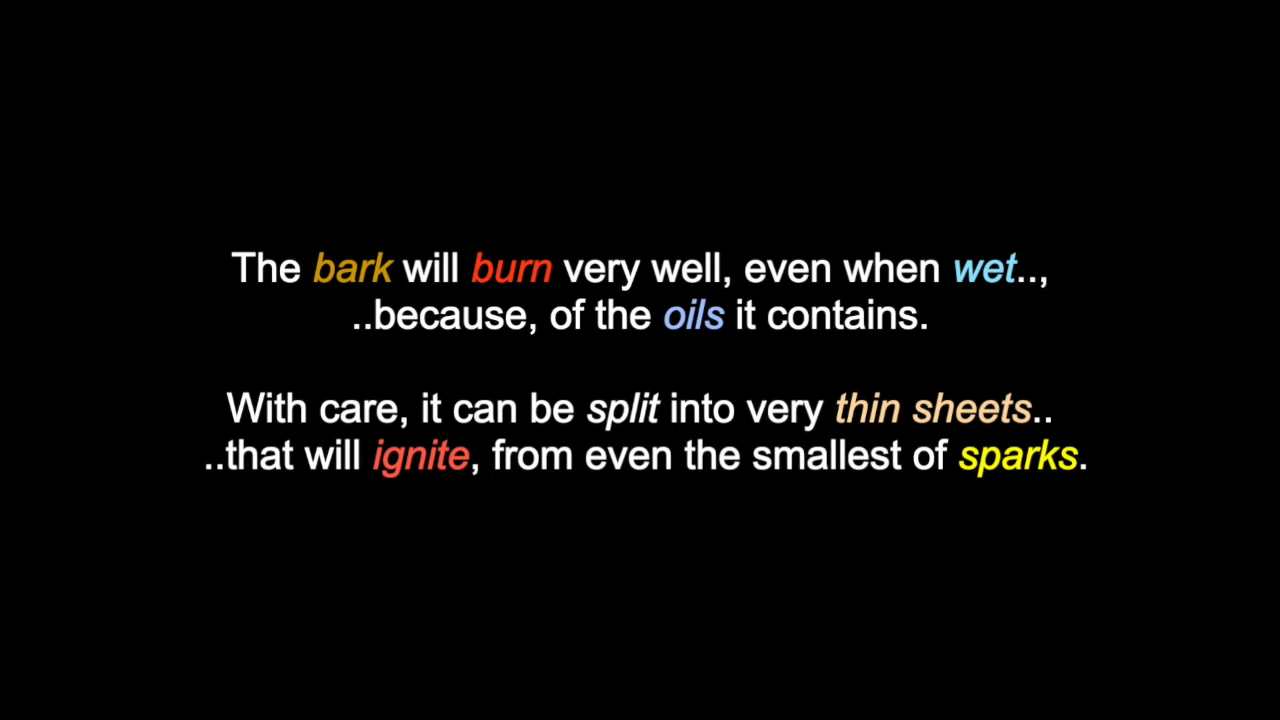 The bark will burn very well, even when wet..,
..because, of the oils it contains.
With care, it can be split into very thin sheets..
..that will ignite, from even the smallest of sparks.